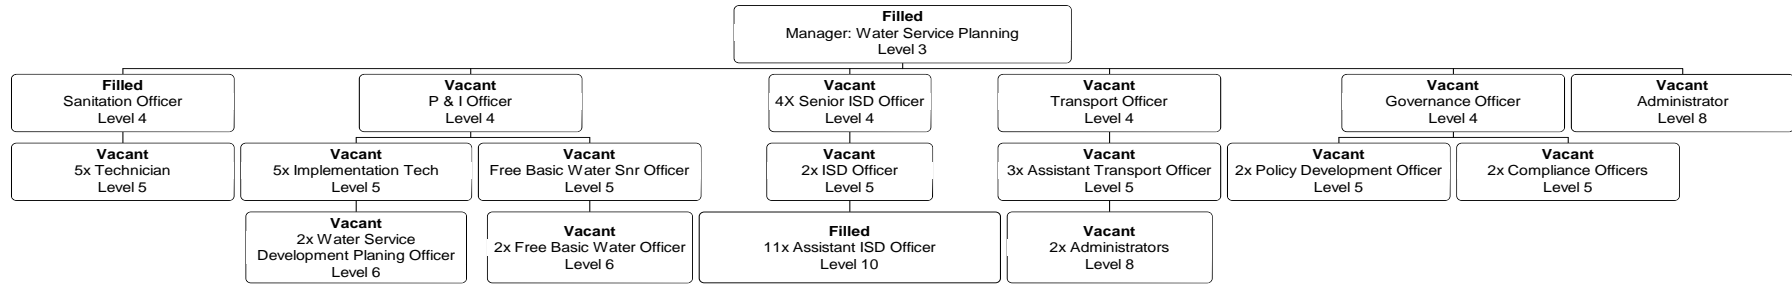 Filled
Manager: Water Service Planning
Level 3
Filled
Sanitation Officer
Level 4
Vacant
P & I Officer
Level 4
Vacant
4X Senior ISD Officer
Level 4
Vacant
Transport Officer
Level 4
Vacant
Governance Officer
Level 4
Vacant
Administrator
Level 8
Vacant
5x Technician
Level 5
Vacant
5x Implementation Tech
Level 5
Vacant
Free Basic Water Snr Officer
Level 5
Vacant
2x ISD Officer
Level 5
Vacant
3x Assistant Transport Officer
Level 5
Vacant
2x Policy Development Officer
Level 5
Vacant
2x Compliance Officers
Level 5
Vacant
2x Water Service
Development Planing Officer
Level 6
Vacant
2x Free Basic Water Officer
Level 6
Filled
11x Assistant ISD Officer
Level 10
Vacant
2x Administrators
Level 8